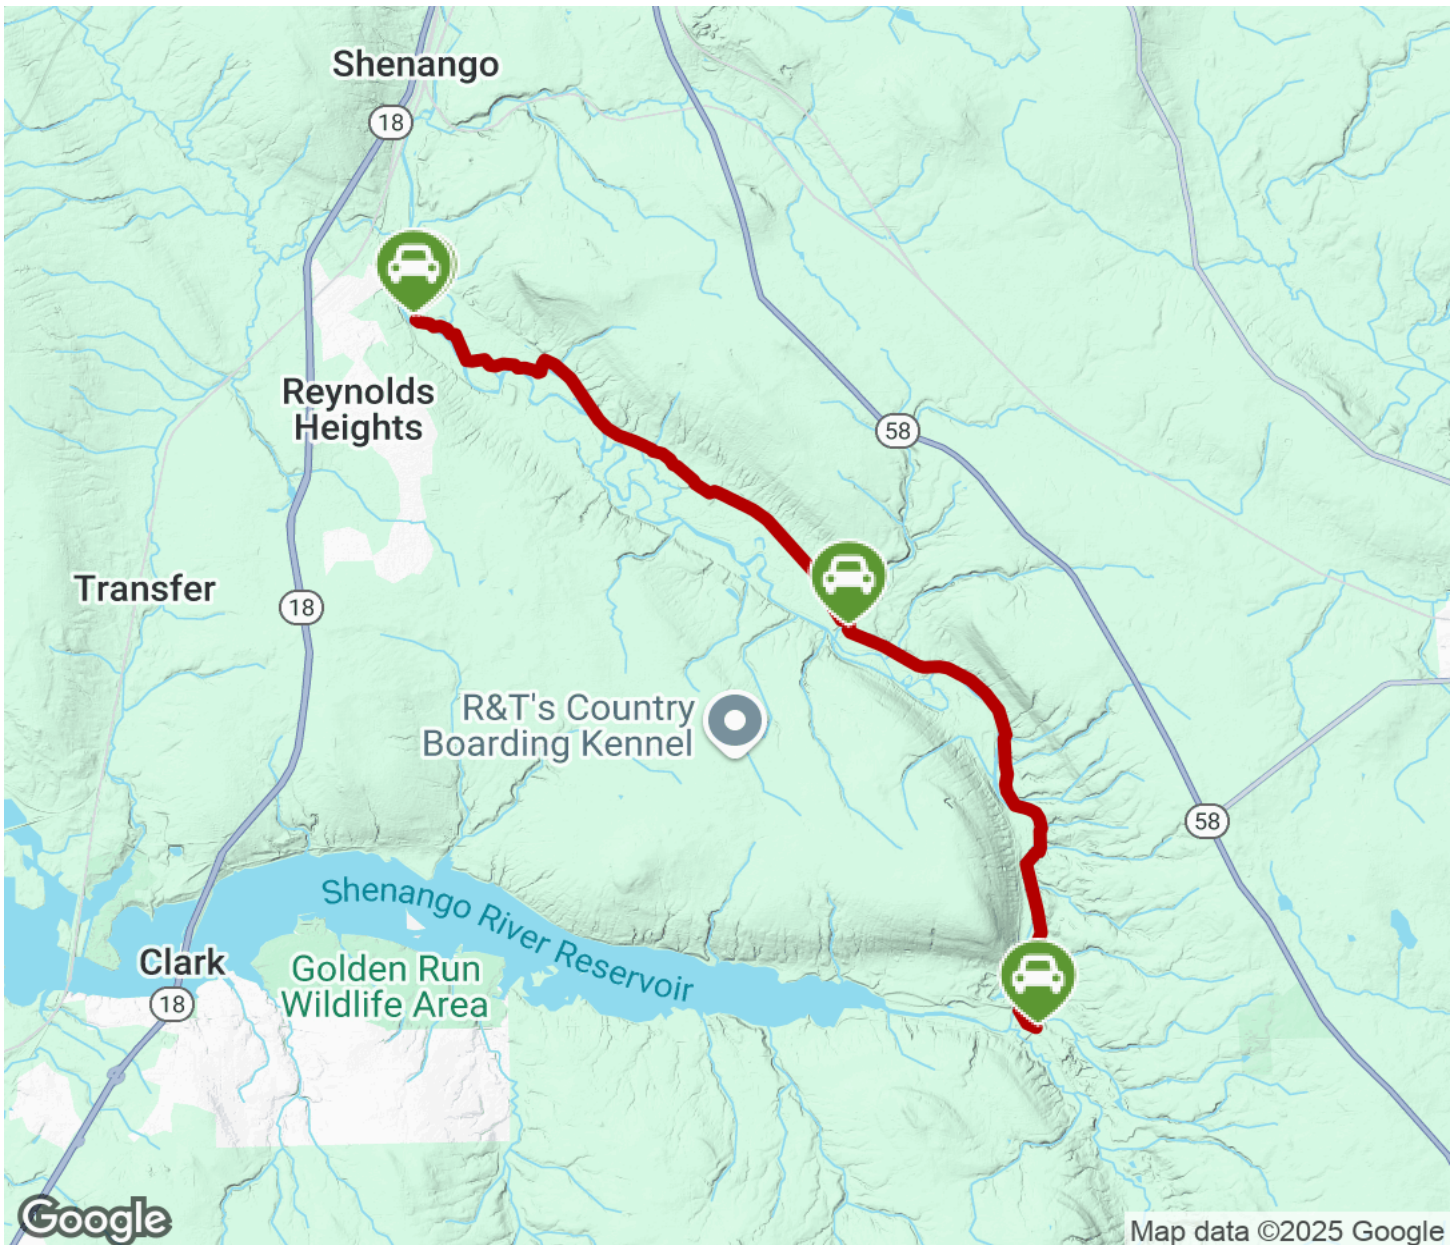 Shenango
18
Reynolds
Heights
58
Transfer
18
R&T's Country
Boarding Kennel
58
Shenango River Reservoir
Clark
18
Golden Run
Wildlife Area
Google
Map data ©2025 Google